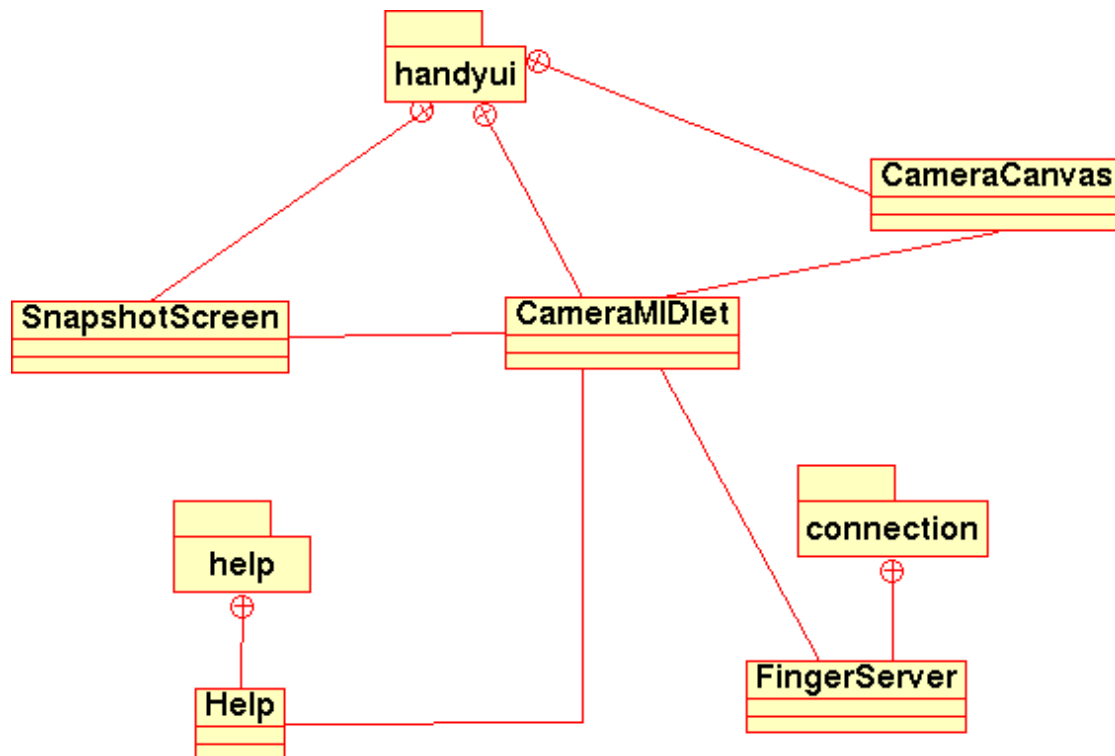 handyui
CameraCanvas
SnapshotScreen
CameraMIDlet
help
connection
Help
FingerServer